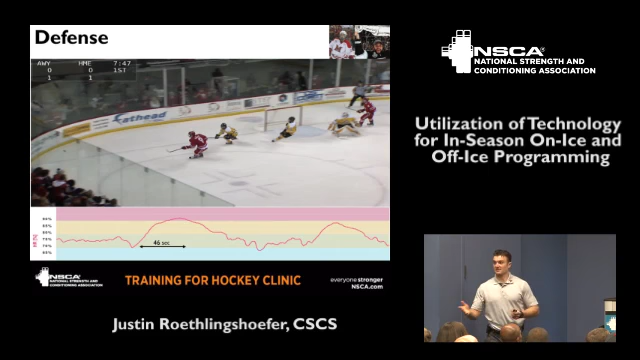 Defense
AWY HME 7:47
0 0 1ST
1 1
Fathead
46 sec
NSCA
NATIONAL STRENGTH AND
CONDITIONING ASSOCIATION
TRAINING FOR HOCKEY CLINIC
everyone stronger
NSCA.com
Justin Roethlingshoefer, CSCS
NSCA
NATIONAL STRENGTH AND
CONDITIONING ASSOCIATION
Utilization of Technology
for In-Season On-Ice and
Off-Ice Programming